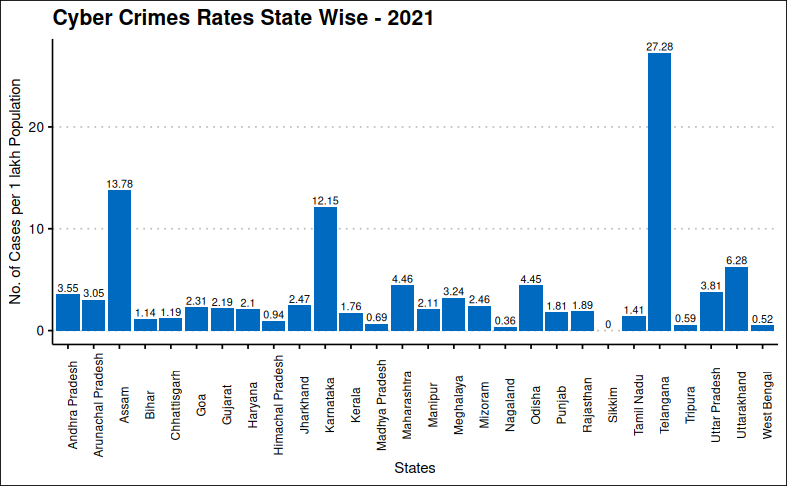 Cyber Crimes Rates State Wise - 2021
No. of Cases per 1 lakh Population
20
10
0
3.55
3.05
13.78
1.14
1.19
2.31
2.19
2.1
0.94
2.47
12.15
1.76
0.69
4.46
2.11
3.24
2.46
0.36
4.45
1.81
1.89
0
1.41
27.28
0.59
3.81
6.28
0.52
Andhra Pradesh
Arunachal Pradesh
Assam
Bihar
Chhattisgarh
Goa
Gujarat
Haryana
Himachal Pradesh
Jharkhand
Karnataka
Kerala
Madhya Pradesh
Maharashtra
Manipur
Meghalaya
Mizoram
Nagaland
Odisha
Punjab
Rajasthan
Sikkim
Tamil Nadu
Telangana
Tripura
Uttar Pradesh
Uttarakhand
West Bengal
States